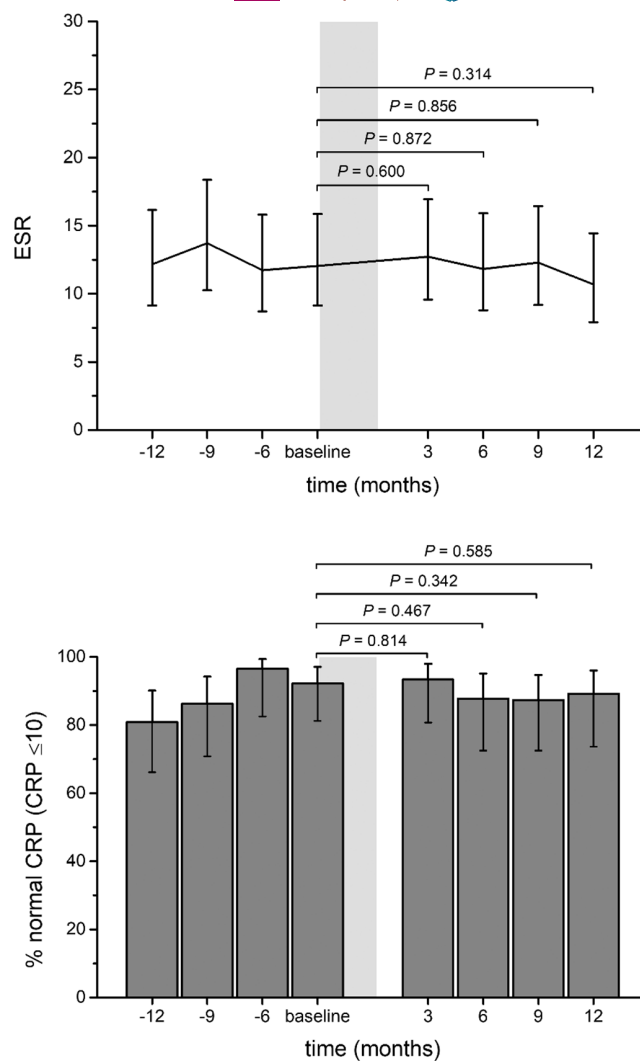 30
P = 0.314
25
P = 0.856
P = 0.872
20
P = 0.600
15
ESR
10
5
0
-12 -9 -6 baseline 3 6 9 12
time (months)
P = 0.585
P = 0.342
P = 0.467
P = 0.814
100
80
60
% normal CRP (CRP ≤10)
40
20
0
-12 -9 -6 baseline 3 6 9 12
time (months)